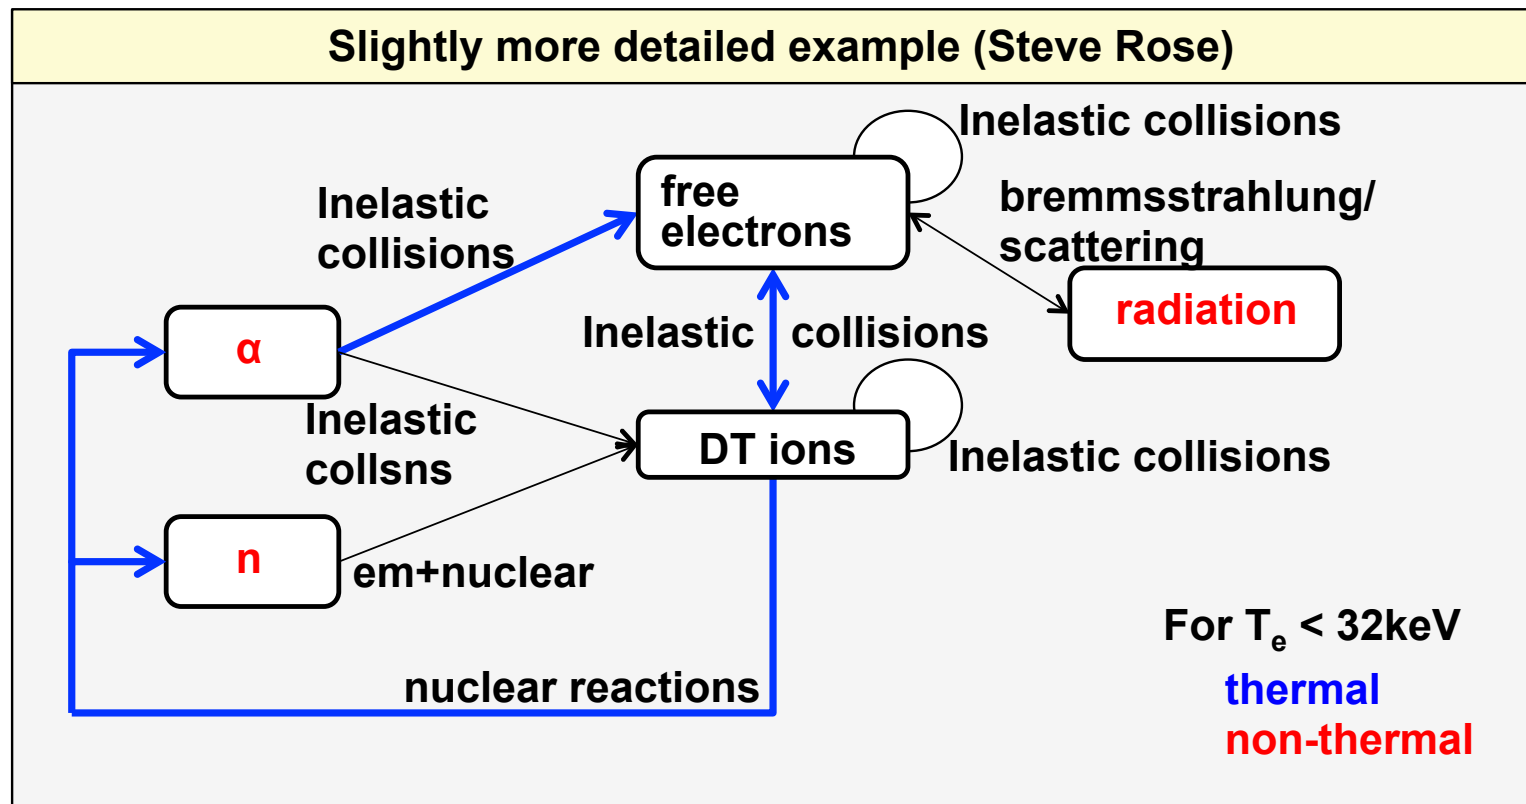 Slightly more detailed example (Steve Rose)
Inelastic collisions
free
electrons
Inelastic
collisions
bremmsstrahlung/
scattering
radiation
Inelastic collisions
α
Inelastic
collsns
DT ions
Inelastic collisions
n
em+nuclear
For Te < 32keV
nuclear reactions
thermal
non-thermal